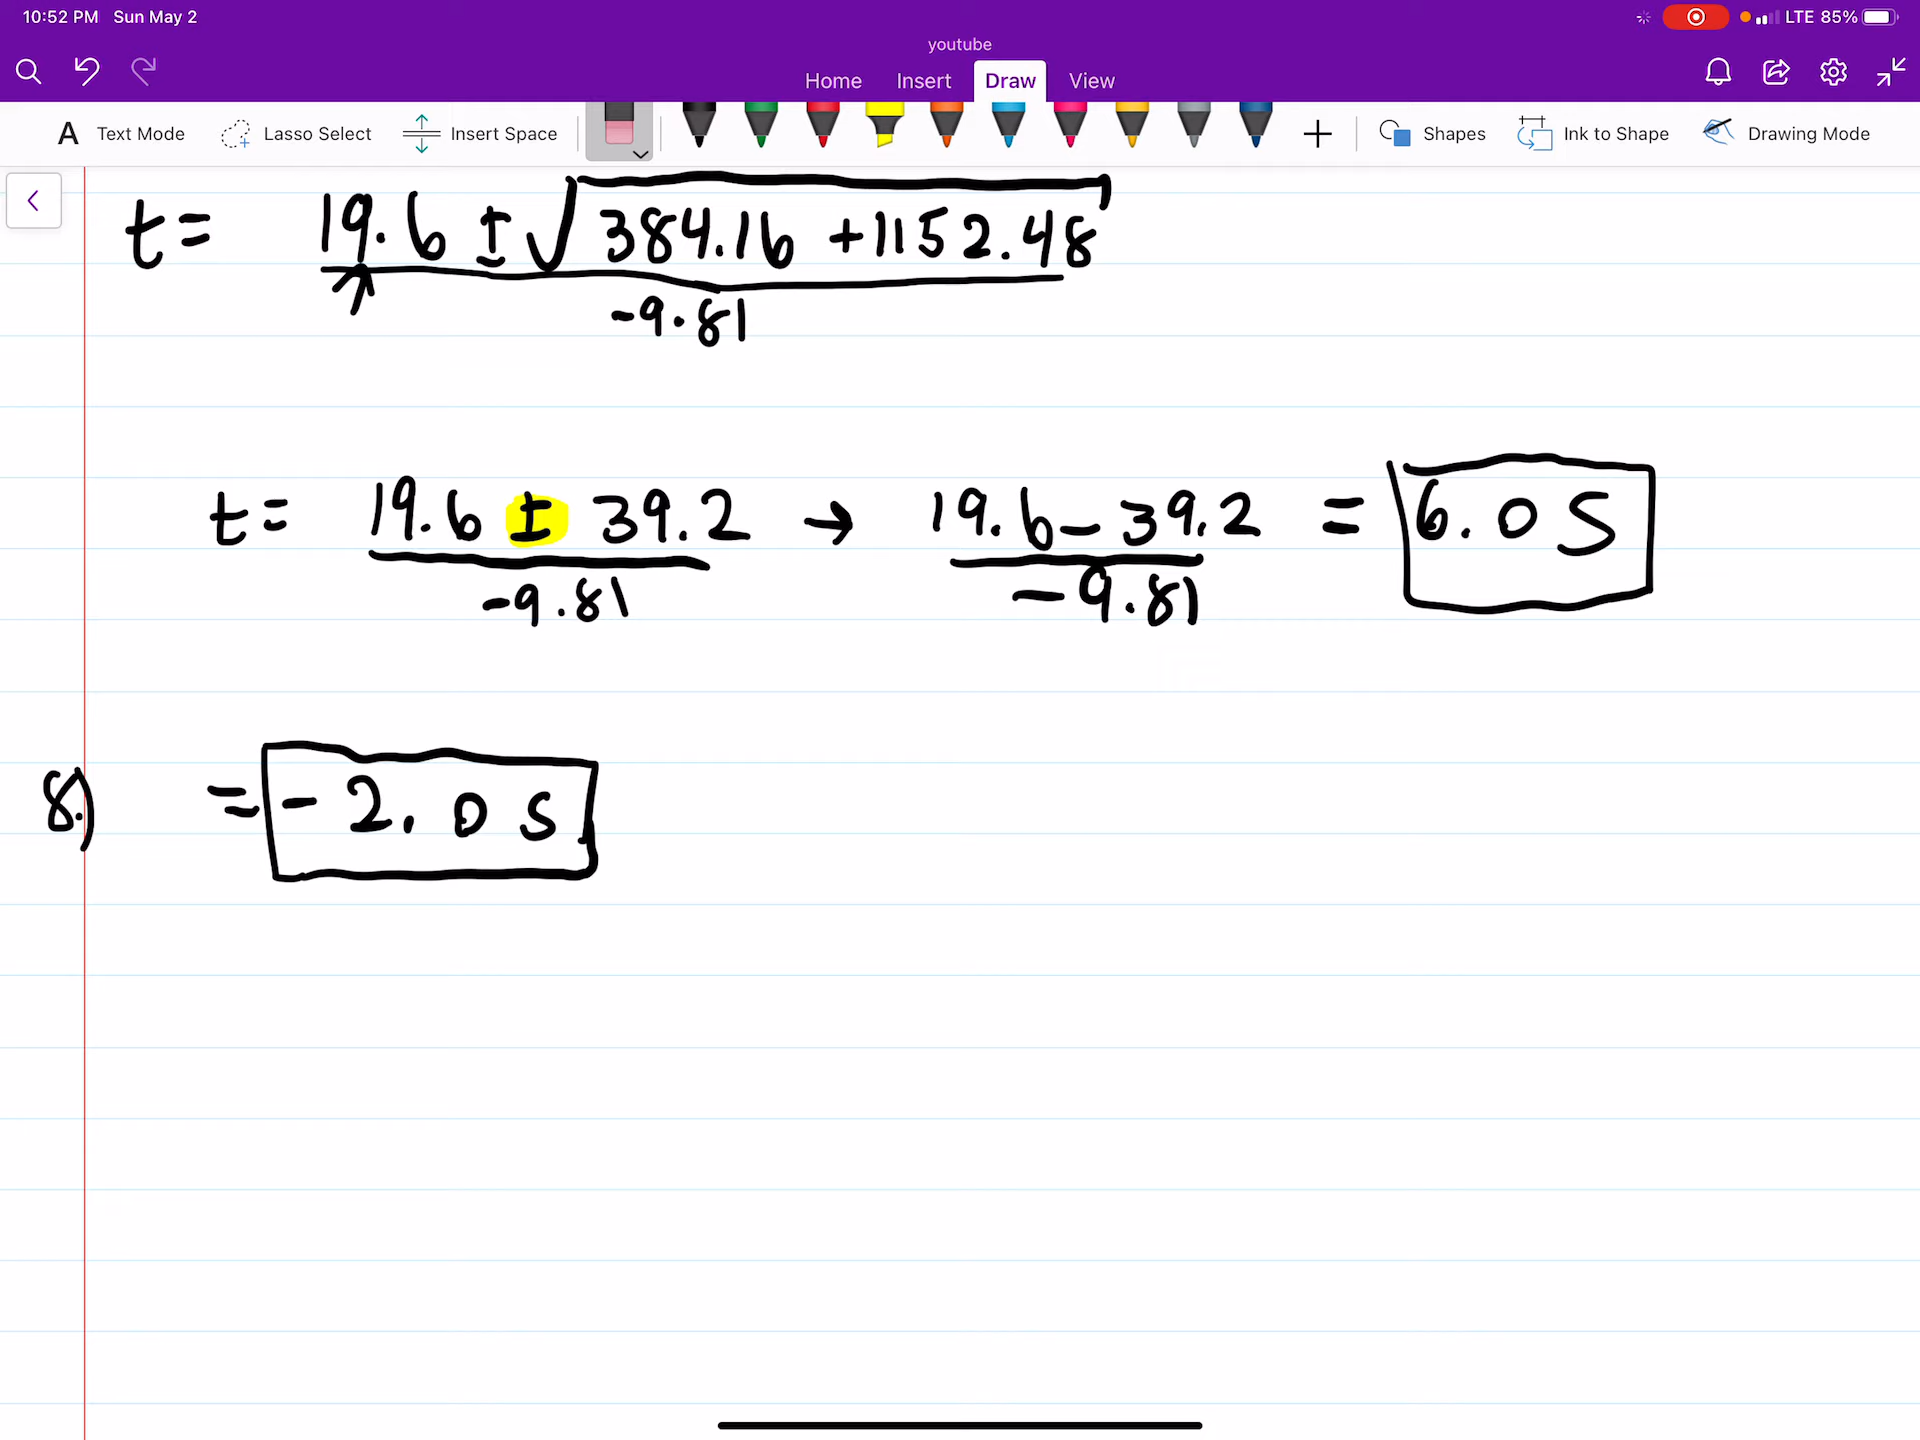 10:52 PM Sun May 2
LTE 85%
youtube
Home Insert Draw View
A Text Mode Lasso Select Insert Space Shapes Ink to Shape Drawing Mode
t= 19.6 ± √384.16 +1152.48
-9.81
t= 19.6 ± 39.2 → 19.6 - 39.2 = 6.0 S
-9.81 -9.81
8.) = - 2.0 s